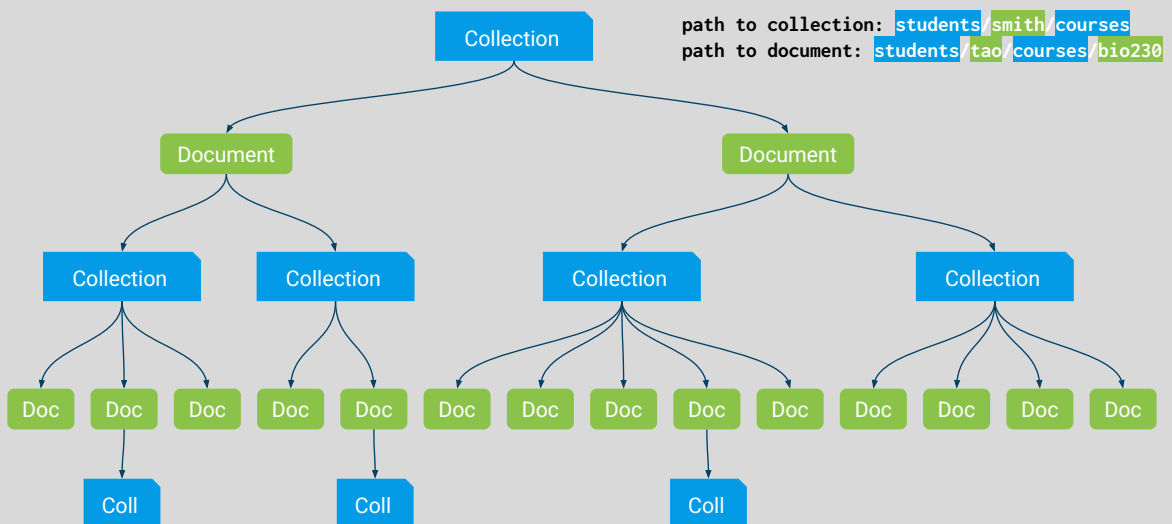 Collection
path to collection: students/smith/courses
path to document: students/tao/courses/bio230
Document
Document
Collection
Collection
Collection
Collection
Doc
Doc
Doc
Doc
Doc
Doc
Doc
Doc
Doc
Doc
Doc
Doc
Doc
Doc
Coll
Coll
Coll